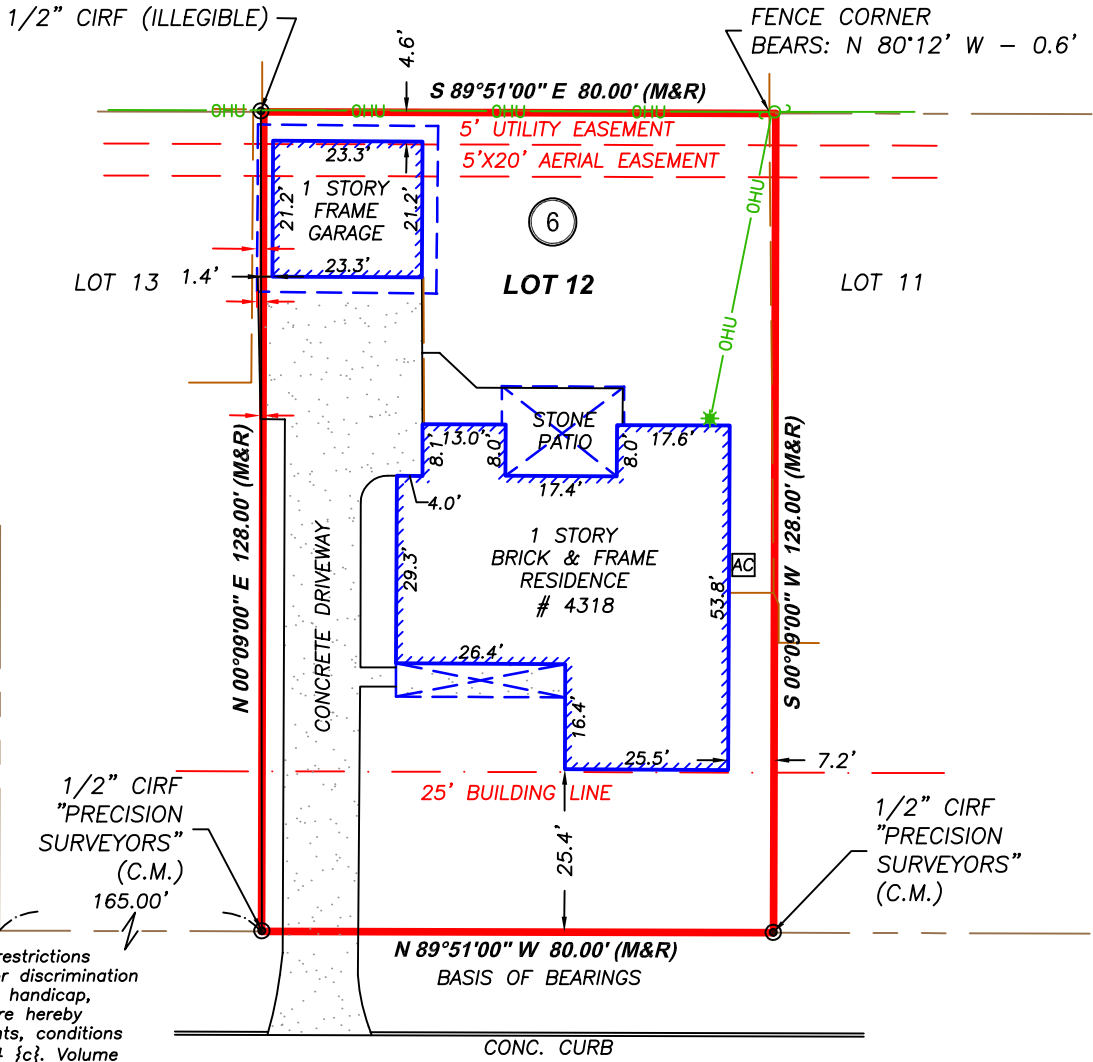 1/2" CIRF (ILLEGIBLE)
FENCE CORNER
BEARS: N 80°12' W - 0.6'
4.6'
S 89°51'00" E 80.00' (M&R)
OHU
OHU
OHU
OHU
5' UTILITY EASEMENT
5'X20' AERIAL EASEMENT
23.3'
21.2'
1 STORY
FRAME
GARAGE
21.2'
23.3'
6
OHU
LOT 13
1.4'
LOT 12
LOT 11
OHU
STONE
PATIO
8.1'
13.0'
8.0'
8.0'
17.6'
17.4'
4.0'
N 00°09'00" E 128.00' (M&R)
S 00°09'00" W 128.00' (M&R)
CONCRETE DRIVEWAY
29.3'
1 STORY
BRICK & FRAME
RESIDENCE
# 4318
AC
53.8'
26.4'
16.4'
25.5'
7.2'
25' BUILDING LINE
25.4'
1/2" CIRF
"PRECISION
SURVEYORS"
(C.M.)
165.00'
1/2" CIRF
"PRECISION
SURVEYORS"
(C.M.)
N 89°51'00" W 80.00' (M&R)
BASIS OF BEARINGS
restrictions
r discrimination
handicap,
re hereby
nts, conditions
{c}. Volume
CONC. CURB